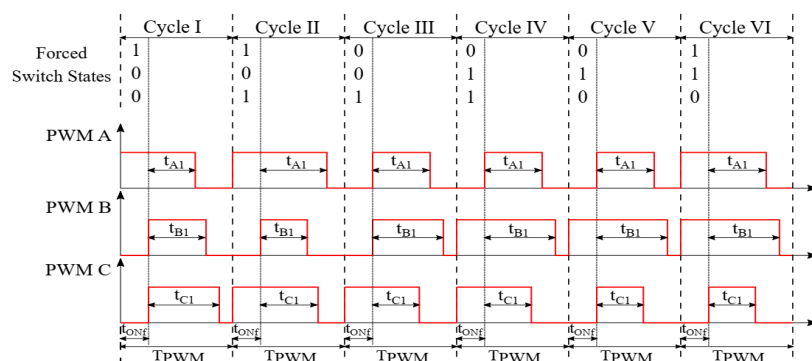 Cycle I Cycle II Cycle III Cycle IV Cycle V Cycle VI
Forced 1 1 0 0 0 1
Switch States 0 0 0 1 1 1
0 1 1 1 0 0
PWM A
tA1 tA1 tA1 tA1 tA1 tA1
PWM B
tB1 tB1 tB1 tB1 tB1 tB1
PWM C
tC1 tC1 tC1 tC1 tC1 tC1
tONf tONf tONf tONf tONf tONf
TPWM TPWM TPWM TPWM TPWM TPWM